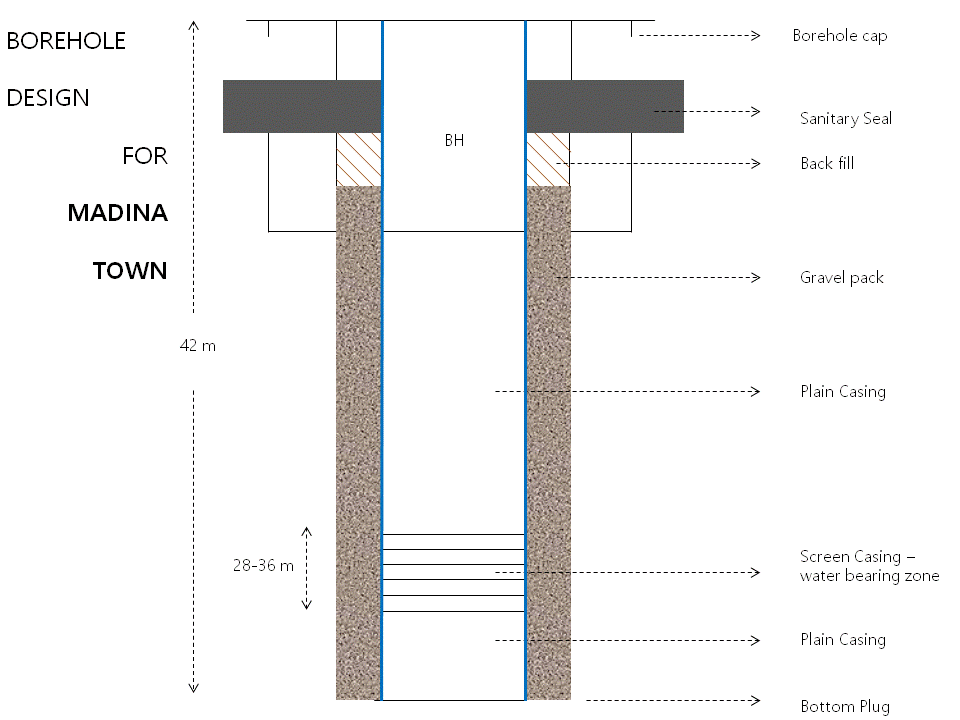 BOREHOLE
DESIGN
FOR
MADINA
TOWN
42 m
28-36 m
BH
Borehole cap
Sanitary Seal
Back fill
Gravel pack
Plain Casing
Screen Casing –
water bearing zone
Plain Casing
Bottom Plug